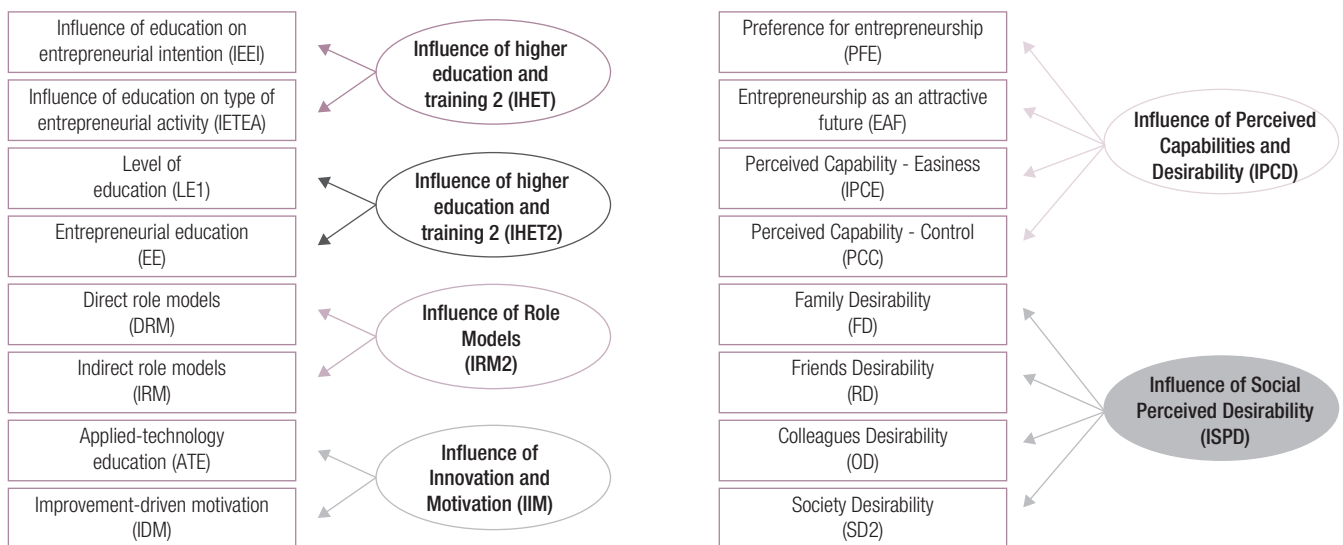 Influence of education on
entrepreneurial intention (IEEI)
Influence of education on type of
entrepreneurial activity (IETEA)
Level of
education (LE1)
Entrepreneurial education
(EE)
Direct role models
(DRM)
Indirect role models
(IRM)
Applied-technology
education (ATE)
Improvement-driven motivation
(IDM)
Influence of higher
education and
training 2 (IHET)
Influence of higher
education and
training 2 (IHET2)
Influence of Role
Models
(IRM2)
Influence of
Innovation and
Motivation (IIM)
Preference for entrepreneurship
(PFE)
Entrepreneurship as an attractive
future (EAF)
Perceived Capability - Easiness
(IPCE)
Perceived Capability - Control
(PCC)
Family Desirability
(FD)
Friends Desirability
(RD)
Colleagues Desirability
(OD)
Society Desirability
(SD2)
Influence of Perceived
Capabilities and
Desirability (IPCD)
Influence of Social
Perceived Desirability
(ISPD)